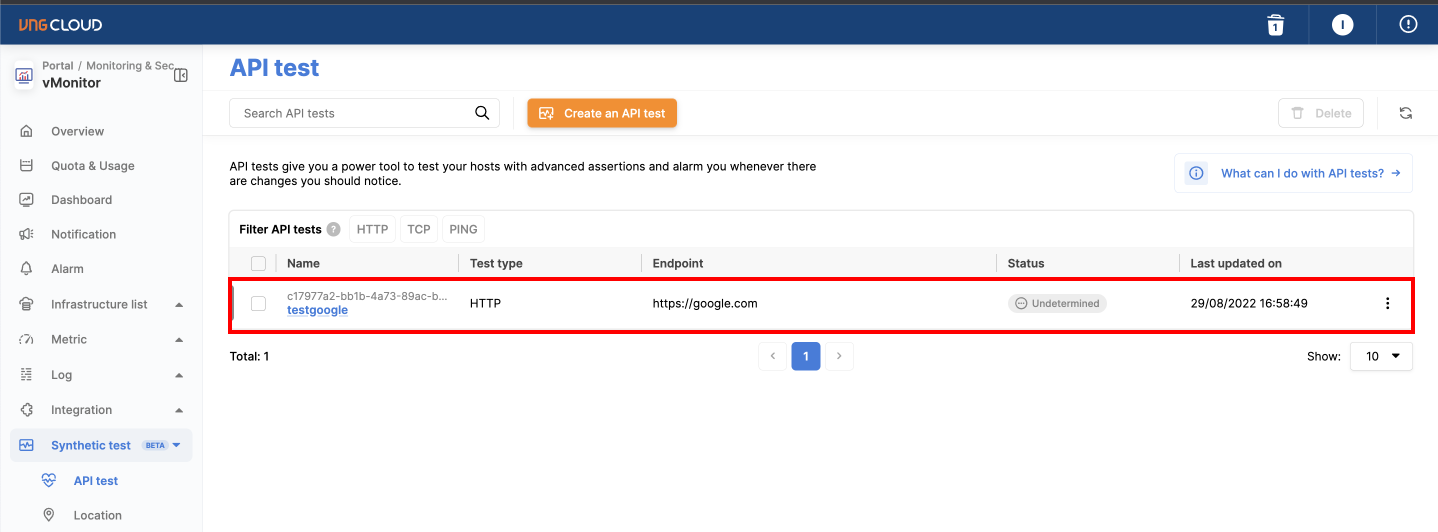 VNG CLOUD
1
I
Portal / Monitoring & Sec
vMonitor
Overview
Quota & Usage
Dashboard
Notification
Alarm
Infrastructure list
Metric
Log
Integration
Synthetic test BETA
API test
Location
API test
Search API tests
Create an API test
Delete
API tests give you a power tool to test your hosts with advanced assertions and alarm you whenever there
are changes you should notice.
What can I do with API tests? →
Filter API tests ? HTTP TCP PING
Name Test type Endpoint Status Last updated on
c17977a2-bb1b-4a73-89ac-b...
testgoogle HTTP https://google.com Undetermined 29/08/2022 16:58:49
Total: 1 < 1 > Show: 10